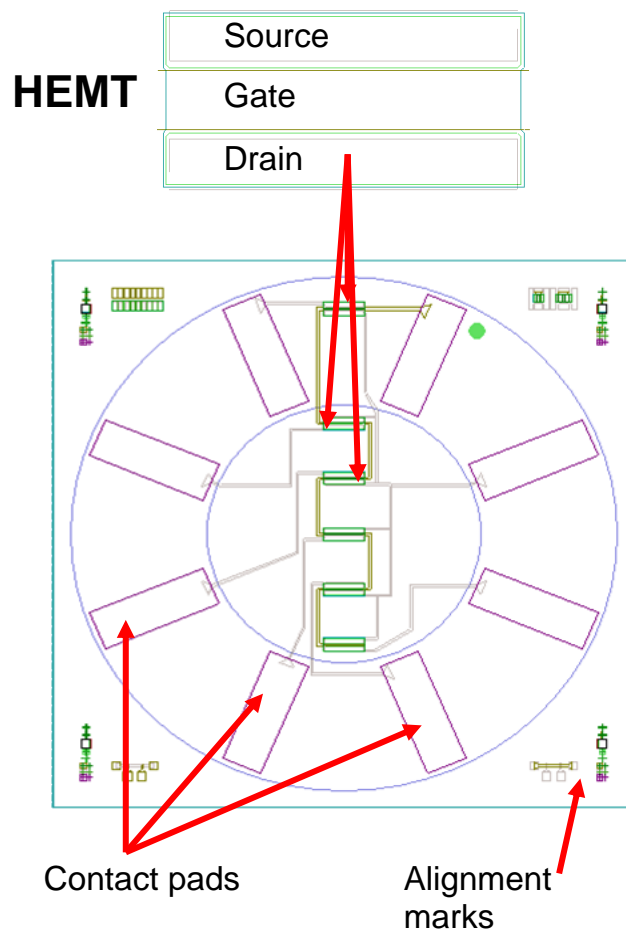 Source
HEMT
Gate
Drain
Contact pads
Alignment
marks